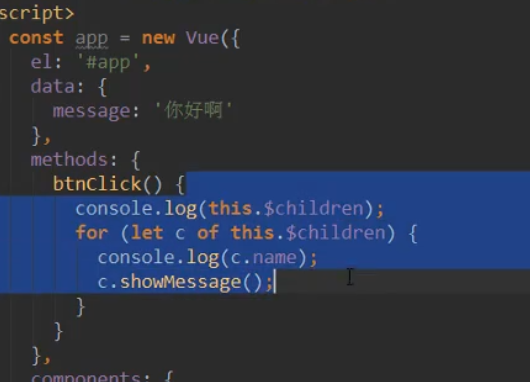 script>
const app = new Vue({
el: '#app',
data: {
message: '你好啊'
},
methods: {
btnClick() {
console.log(this.$children);
for (let c of this.$children) {
console.log(c.name);
c.showMessage();
}
}
},
components: {